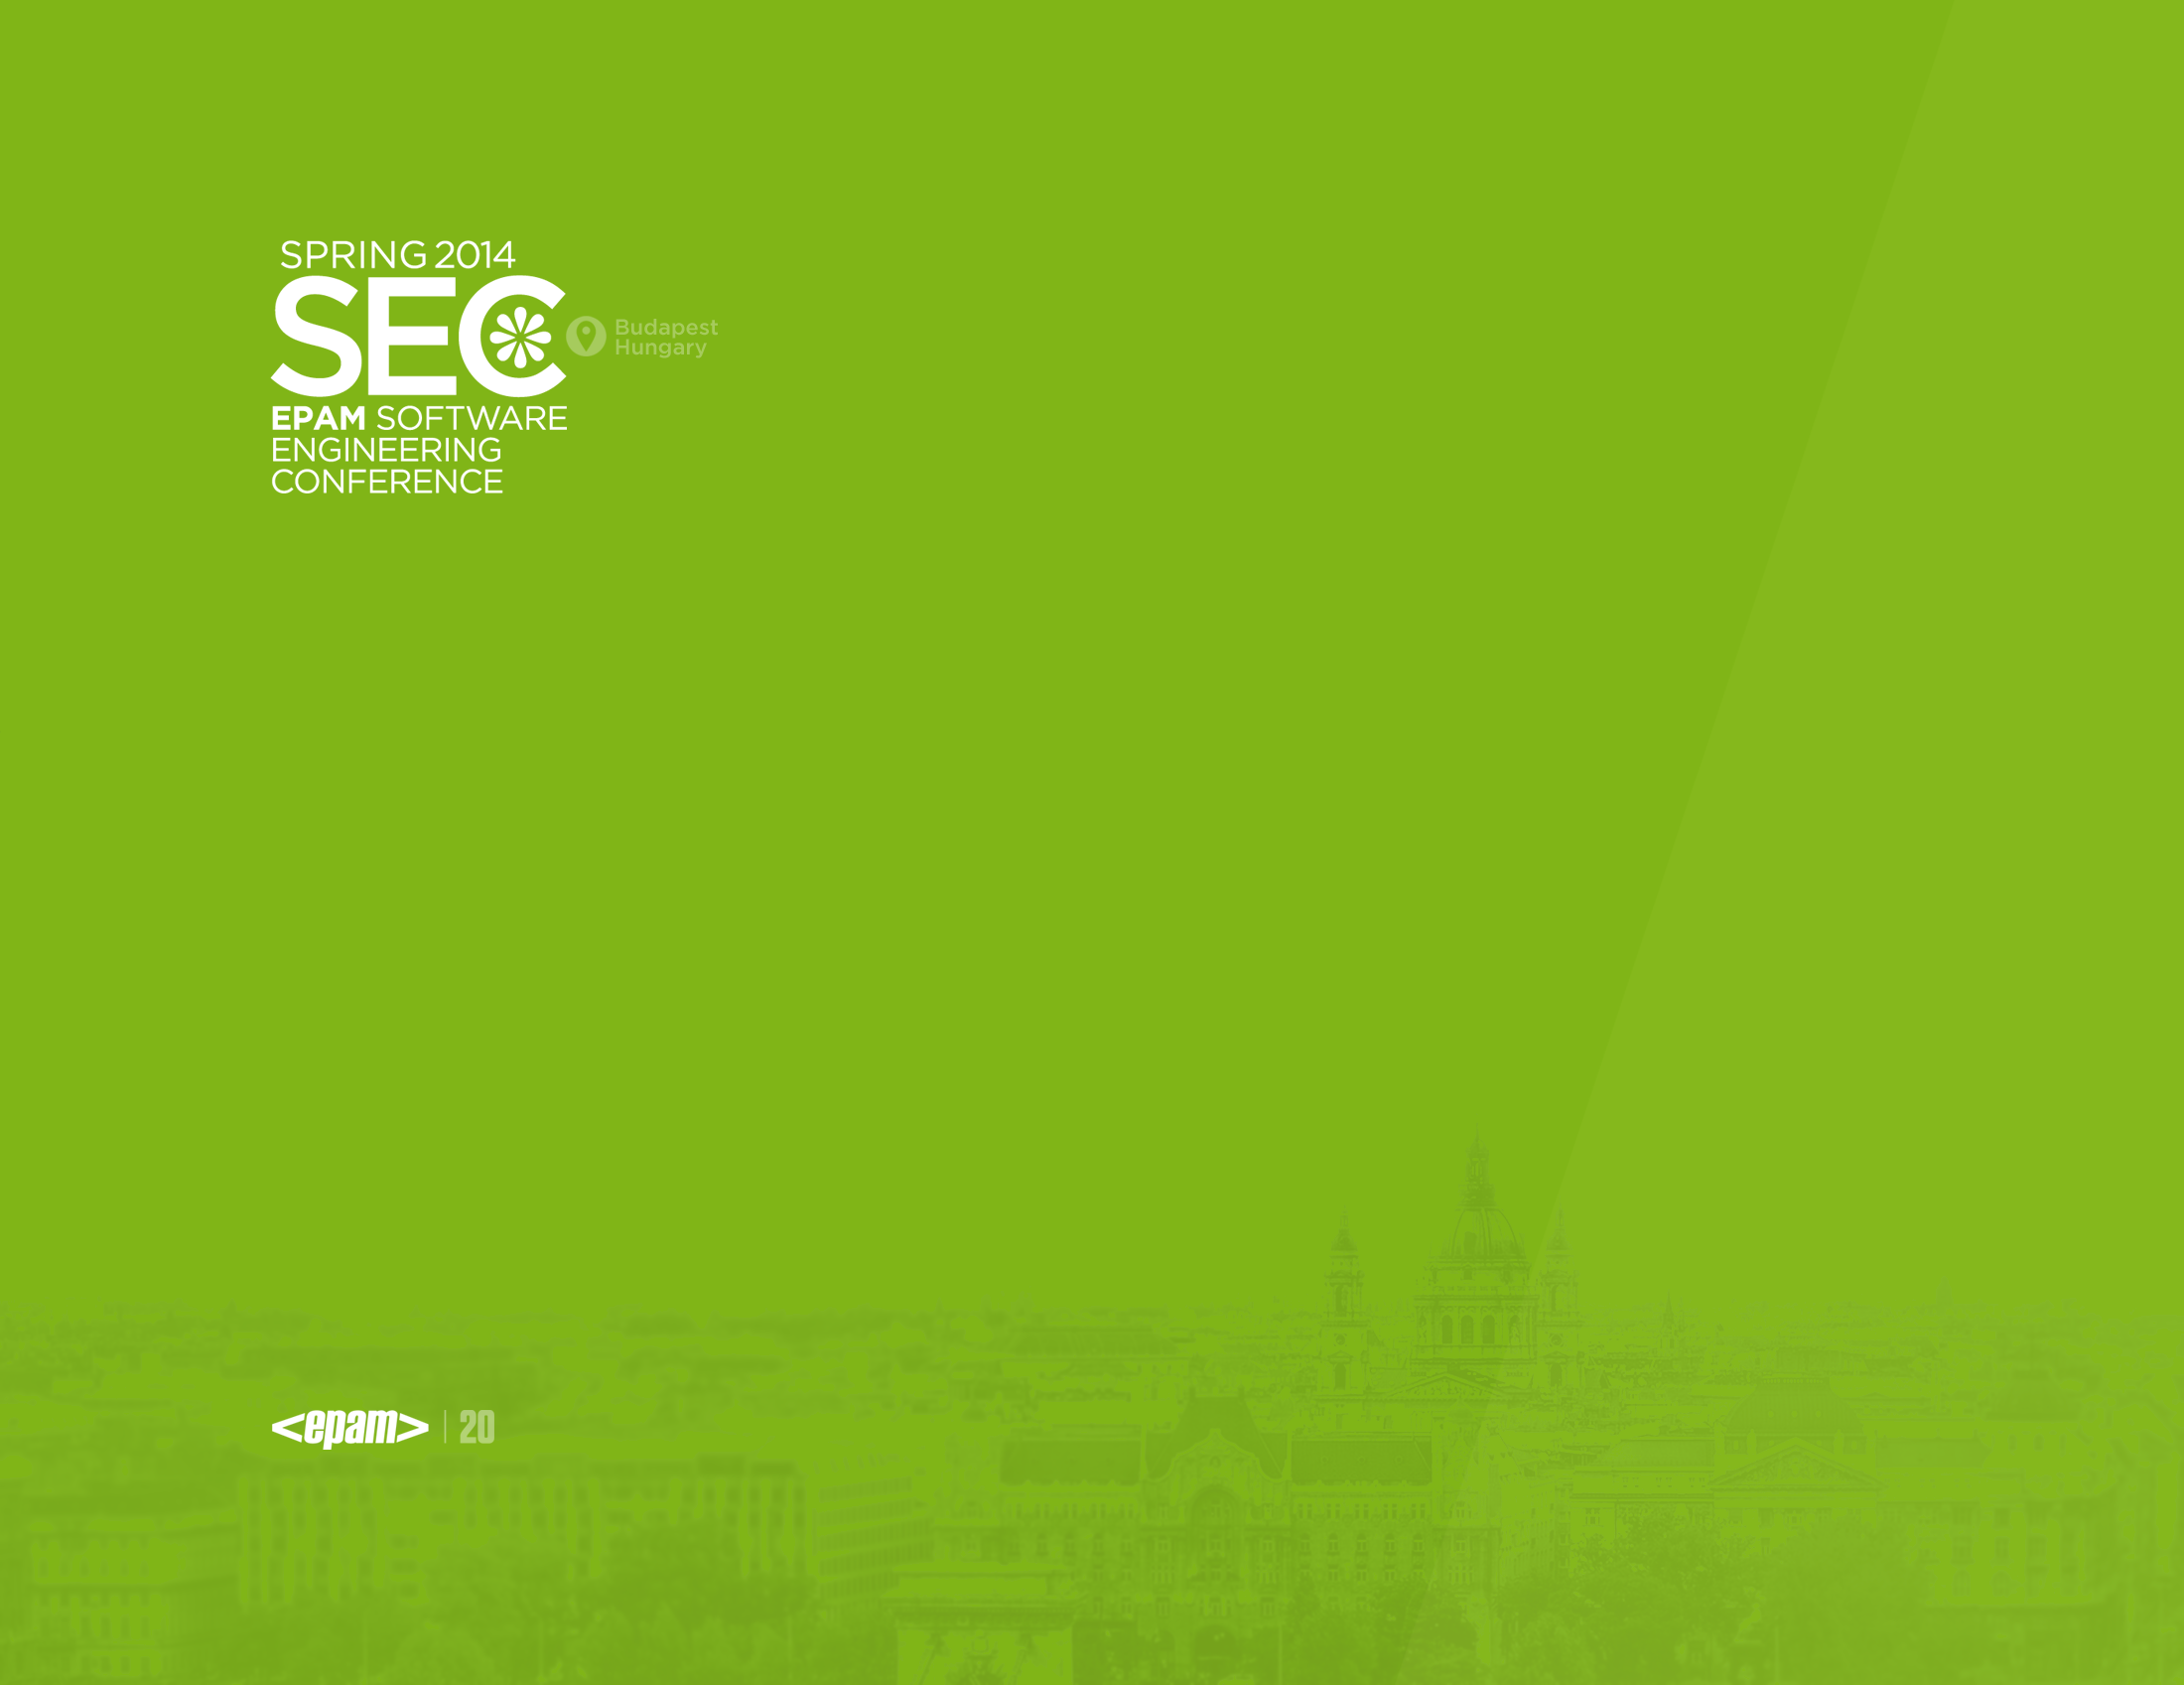 SPRING 2014
SEC
Budapest
Hungary
EPAM SOFTWARE
ENGINEERING
CONFERENCE
<epam> | 20